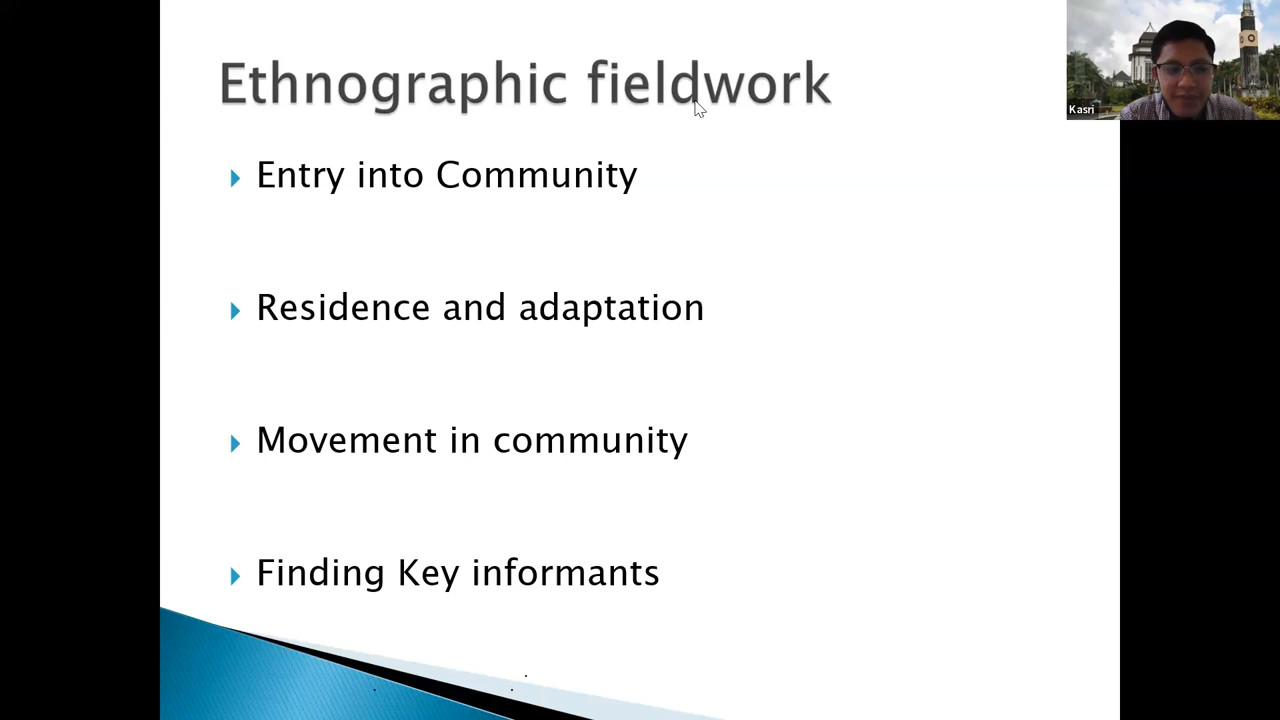 Ethnographic fieldwork
Kasri
Entry into Community
Residence and adaptation
Movement in community
Finding Key informants